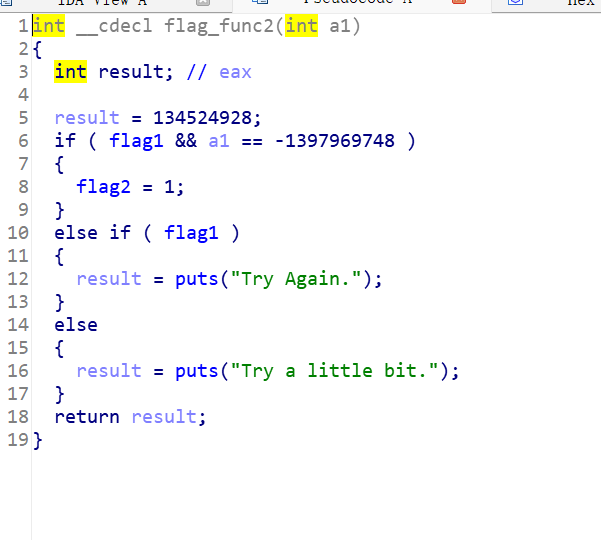 IDA View-A Pseudocode-A Hex
1 int __cdecl flag_func2(int a1)
2 {
3 int result; // eax
4
5 result = 134524928;
6 if ( flag1 && a1 == -1397969748 )
7 {
8 flag2 = 1;
9 }
10 else if ( flag1 )
11 {
12 result = puts("Try Again.");
13 }
14 else
15 {
16 result = puts("Try a little bit.");
17 }
18 return result;
19 }